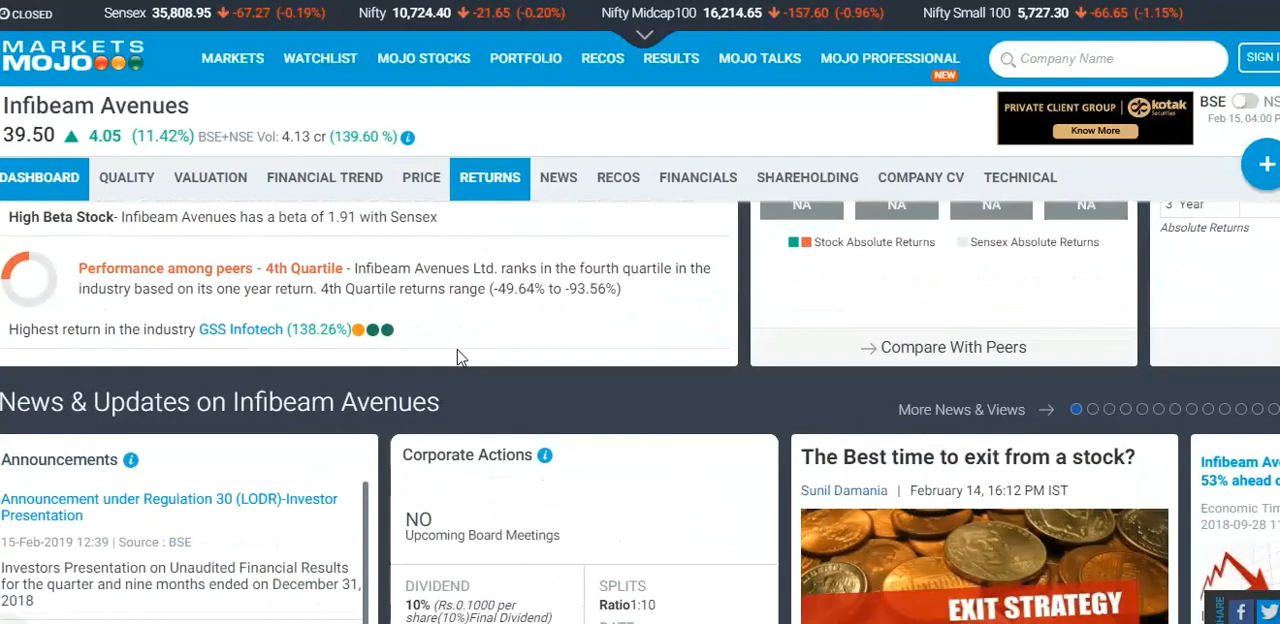 CLOSED
Sensex 35,808.95 -67.27 (-0.19%) Nifty 10,724.40 -21.65 (-0.20%) Nifty Midcap100 16,214.65 -157.60 (-0.96%) Nifty Small 100 5,727.30 -66.65 (-1.15%)
MARKETS
MOJO
MARKETS WATCHLIST MOJO STOCKS PORTFOLIO RECOS RESULTS MOJO TALKS MOJO PROFESSIONAL
NEW
Company Name
SIGN I
Infibeam Avenues
39.50 4.05 (11.42%) BSE+NSE Vol: 4.13 cr (139.60 %)
PRIVATE CLIENT GROUP | kotak
Securities
Know More
BSE NS
Feb 15, 04:00 P
DASHBOARD QUALITY VALUATION FINANCIAL TREND PRICE RETURNS NEWS RECOS FINANCIALS SHAREHOLDING COMPANY CV TECHNICAL
High Beta Stock- Infibeam Avenues has a beta of 1.91 with Sensex
Performance among peers - 4th Quartile - Infibeam Avenues Ltd. ranks in the fourth quartile in the
industry based on its one year return. 4th Quartile returns range (-49.64% to -93.56%)
Highest return in the industry GSS Infotech (138.26%)
NA NA NA NA
Stock Absolute Returns Sensex Absolute Returns
Compare With Peers
3 Year
Absolute Returns
News & Updates on Infibeam Avenues
More News & Views
Announcements
Announcement under Regulation 30 (LODR)-Investor
Presentation
15-Feb-2019 12:39 | Source : BSE
Investors Presentation on Unaudited Financial Results
for the quarter and nine months ended on December 31,
2018
Corporate Actions
NO
Upcoming Board Meetings
DIVIDEND
10% (Rs.0.1000 per
share(10%)Final Dividend)
SPLITS
Ratio1:10
The Best time to exit from a stock?
Sunil Damania | February 14, 16:12 PM IST
EXIT STRATEGY
Infibeam Av
53% ahead o
Economic Tim
2018-09-28 1
SHARE